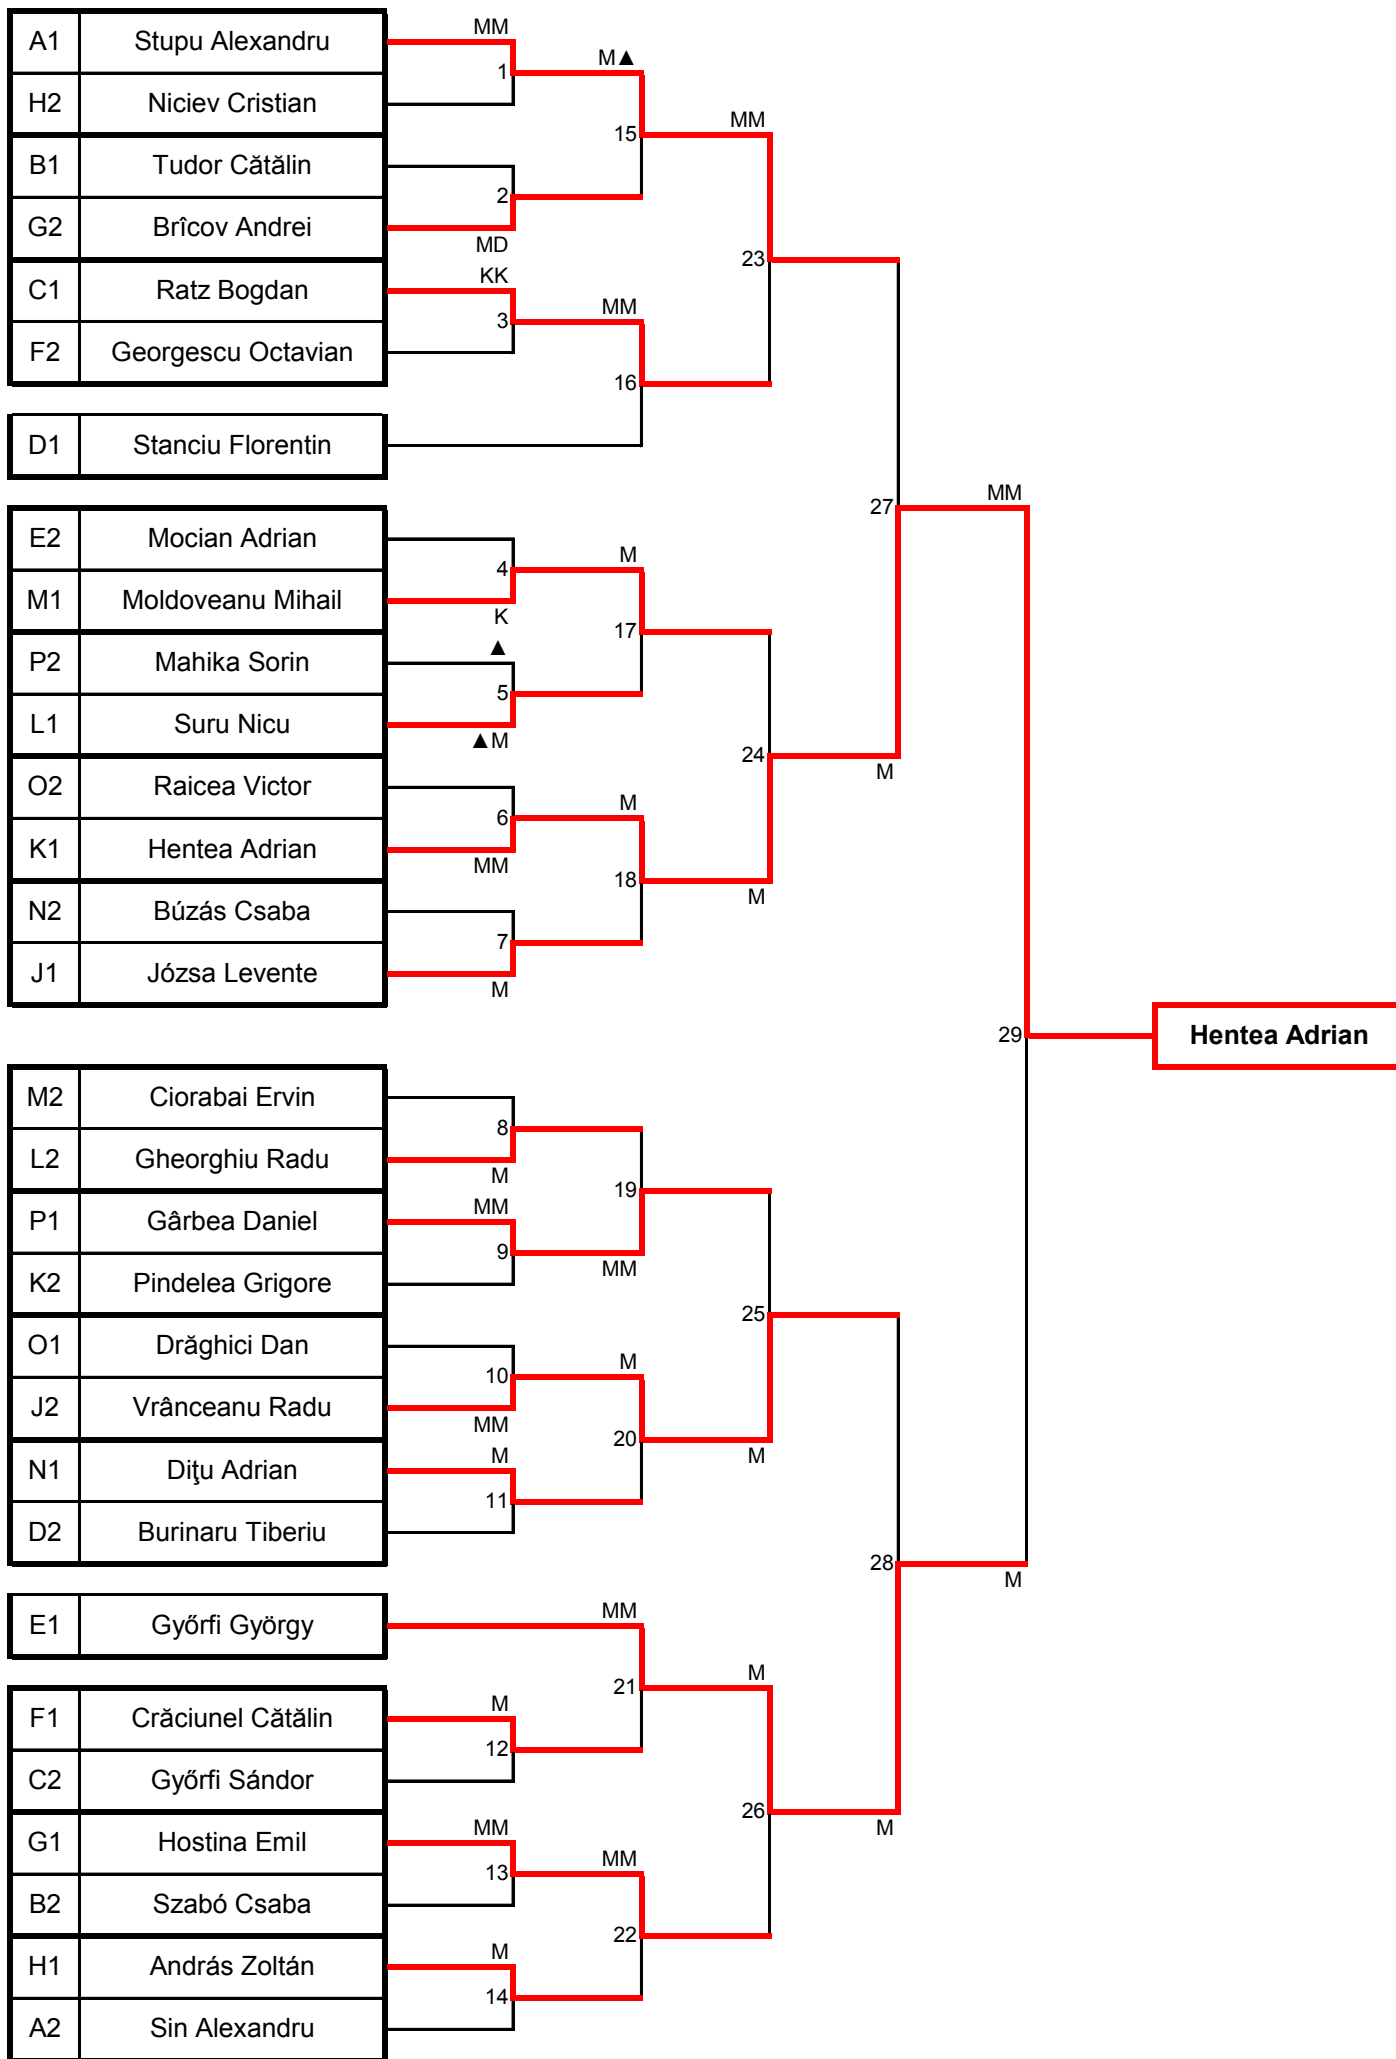 MM
A1 Stupu Alexandru
M▲
1
H2 Niciev Cristian
MM
15
B1 Tudor Cătălin
2
G2 Brîcov Andrei
MD
23
KK
C1 Ratz Bogdan
MM
3
F2 Georgescu Octavian
16
D1 Stanciu Florentin
MM
27
E2 Mocian Adrian
M
4
M1 Moldoveanu Mihail
K
17
▲
P2 Mahika Sorin
5
L1 Suru Nicu
▲M
24
M
O2 Raicea Victor
M
6
K1 Hentea Adrian
MM
18
M
N2 Búzás Csaba
7
J1 Józsa Levente
M
29
Hentea Adrian
M2 Ciorabai Ervin
8
L2 Gheorghiu Radu
M
19
MM
P1 Gârbea Daniel
9
MM
K2 Pindelea Grigore
25
O1 Drăghici Dan
M
10
J2 Vrânceanu Radu
MM
20
M
M
N1 Diţu Adrian
11
D2 Burinaru Tiberiu
28
M
MM
E1 Győrfi György
M
21
M
F1 Crăciunel Cătălin
12
C2 Győrfi Sándor
26
M
MM
G1 Hostina Emil
MM
13
B2 Szabó Csaba
22
M
H1 András Zoltán
14
A2 Sin Alexandru